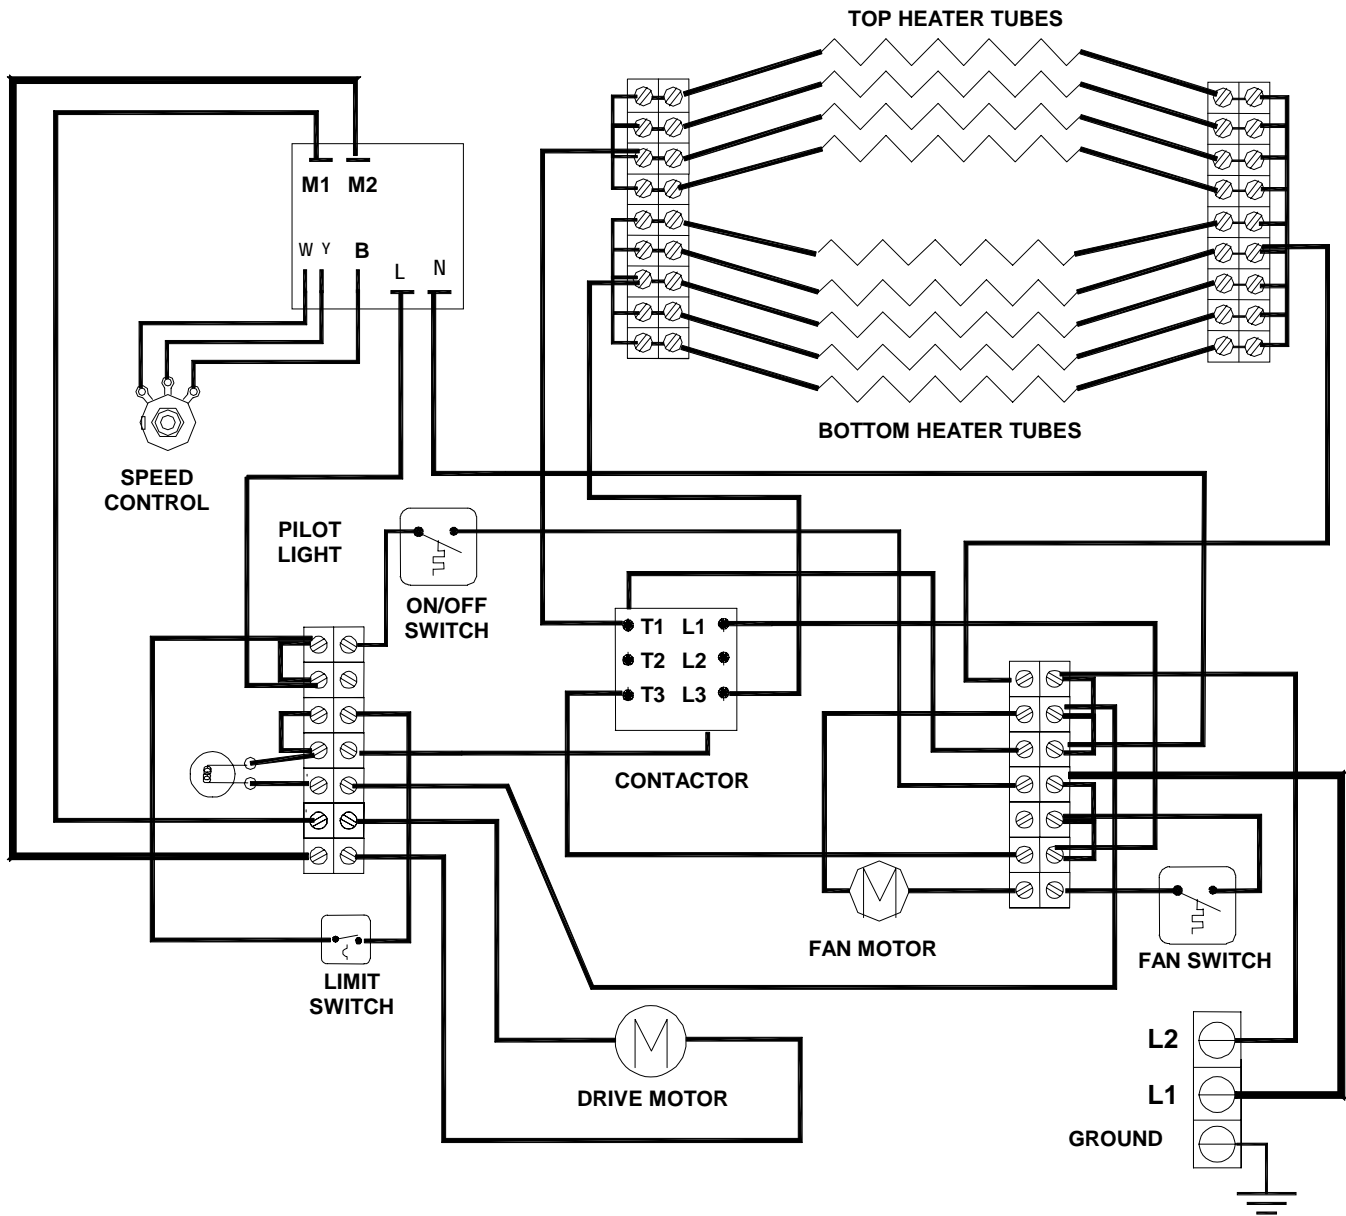 TOP HEATER TUBES
M1 M2
W Y B L N
BOTTOM HEATER TUBES
SPEED
CONTROL
PILOT
LIGHT
ON/OFF
SWITCH
T1 L1
T2 L2
T3 L3
CONTACTOR
FAN MOTOR
FAN SWITCH
LIMIT
SWITCH
DRIVE MOTOR
L2
L1
GROUND